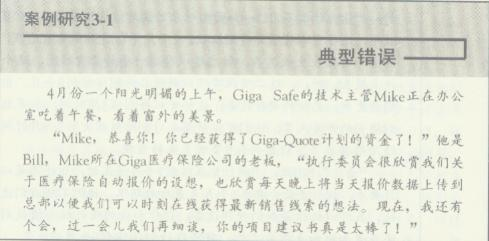 案例研究3-1
典型错误
4月份一个阳光明媚的上午，Giga Safe的技术主管Mike正在办公
室吃着午餐，看着窗外的美景。
“Mike，恭喜你！你已经获得了Giga-Quote计划的资金了！”他是
Bill，Mike所在Giga医疗保险公司的老板，“执行委员会很欣赏我们关
于医疗保险自动报价的设想，也欣赏每天晚上将当天报价数据上传到
总部以便我们可以时刻在线获得最新销售线索的想法。现在，我还有
个会，过一会儿我们再细谈，你的项目建议书真是太棒了！”